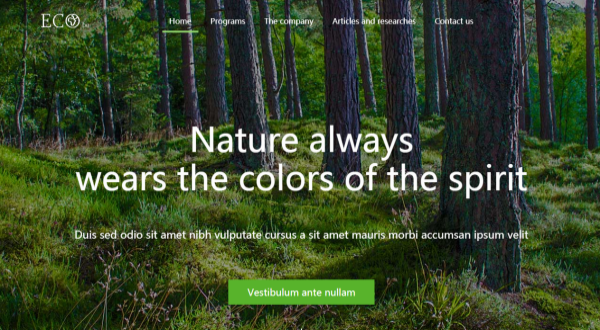 ECO
Home Programs The company Articles and researches Contact us
Nature always
wears the colors of the spirit
Duis sed odio sit amet nibh vulputate cursus a sit amet mauris morbi accumsan ipsum velit
Vestibulum ante nullam